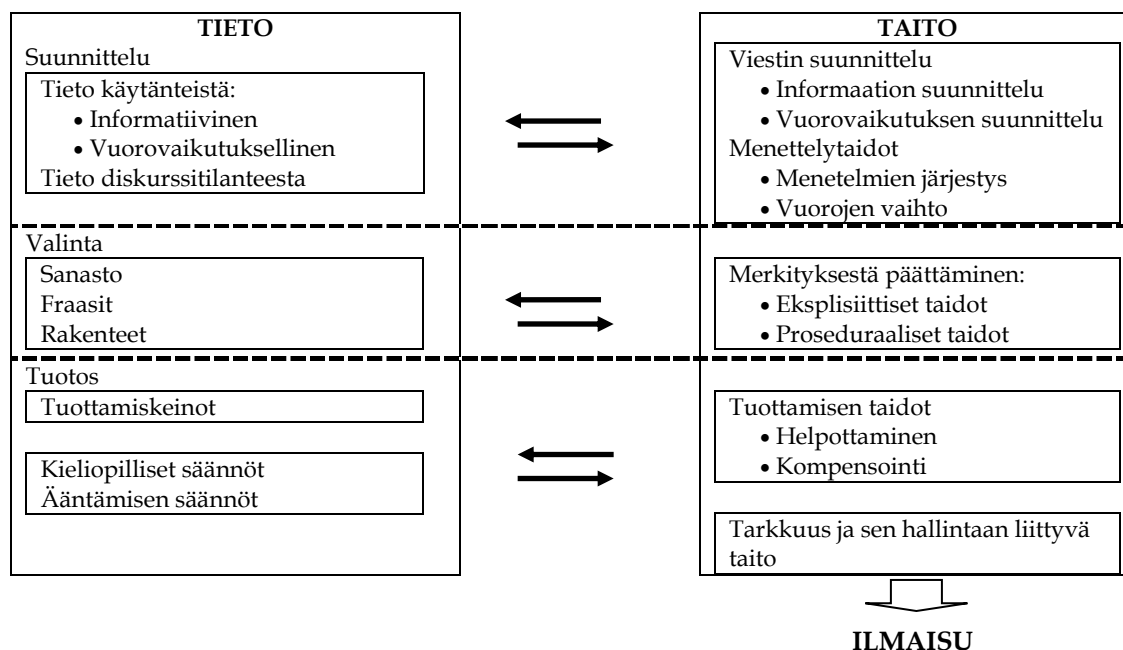 TIETO
Suunnittelu
Tieto käytänteistä:
• Informatiivinen
• Vuorovaikutuksellinen
Tieto diskurssitilanteesta
TAITO
Viestin suunnittelu
• Informaation suunnittelu
• Vuorovaikutuksen suunnittelu
Menettelytaidot
• Menetelmien järjestys
• Vuorojen vaihto
Valinta
Sanasto
Fraasit
Rakenteet
Merkityksestä päättäminen:
• Eksplisiittiset taidot
• Proseduraaliset taidot
Tuotos
Tuottamiskeinot
Kieliopilliset säännöt
Ääntämisen säännöt
Tuottamisen taidot
• Helpottaminen
• Kompensointi
Tarkkuus ja sen hallintaan liittyvä
taito
ILMAISU